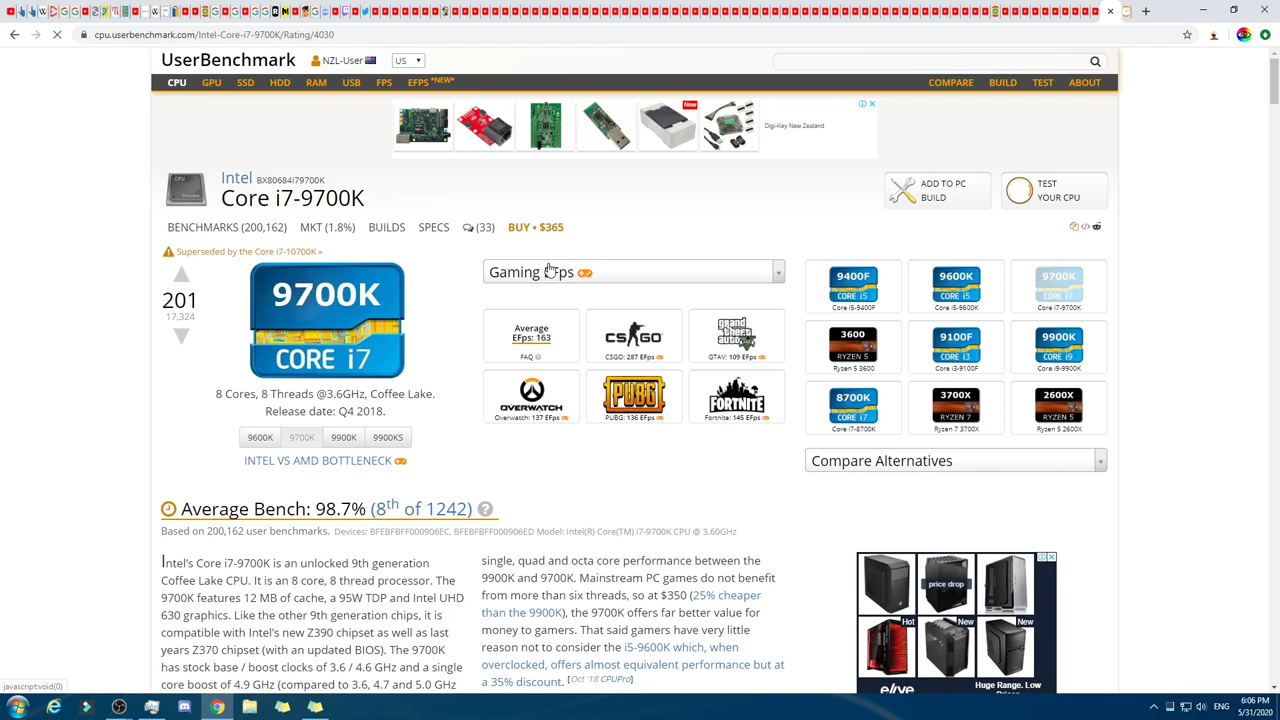 cpu.userbenchmark.com/Intel-Core-i7-9700K/Rating/4030
UserBenchmark
NZL-User
US
CPU GPU SSD HDD RAM USB FPS EFPS *NEW*
COMPARE BUILD TEST ABOUT
New
Digi-Key New Zealand
CPU
Intel BX80684I79700K
Core i7-9700K
ADD TO PC BUILD
TEST YOUR CPU
BENCHMARKS (200,162) MKT (1.8%) BUILDS SPECS (33) BUY • $365
Superseded by the Core i7-10700K »
201
17,324
9700K
CORE i7
8 Cores, 8 Threads @3.6GHz, Coffee Lake.
Release date: Q4 2018.
9600K 9700K 9900K 9900KS
INTEL VS AMD BOTTLENECK
Gaming EFps
Average EFps: 163
FAQ
CS GO
CSGO: 287 EFps
grand theft auto V
GTAV: 109 EFps
OVERWATCH
Overwatch: 137 EFps
PUBG
PUBG: 136 EFps
FORTNITE
Fortnite: 145 EFps
9400F CORE i5
Core i5-9400F
9600K CORE i5
Core i5-9600K
9700K CORE i7
Core i7-9700K
3600 RYZEN 5
Ryzen 5 3600
9100F CORE i3
Core i3-9100F
9900K CORE i9
Core i9-9900K
8700K CORE i7
Core i7-8700K
3700X RYZEN 7
Ryzen 7 3700X
2600X RYZEN 5
Ryzen 5 2600X
Compare Alternatives
Average Bench: 98.7% (8th of 1242)
Based on 200,162 user benchmarks. Devices: BFEBFBFF000906EC, BFEBFBFF000906ED Model: Intel(R) Core(TM) i7-9700K CPU @ 3.60GHz
Intel's Core i7-9700K is an unlocked 9th generation
Coffee Lake CPU. It is an 8 core, 8 thread processor. The
9700K features 12 MB of cache, a 95W TDP and Intel UHD
630 graphics. Like the other 9th generation chips, it is
compatible with Intel's new Z390 chipset as well as last
years Z370 chipset (with an updated BIOS). The 9700K
has stock base / boost clocks of 3.6 / 4.6 GHz and a single
core boost of 4.9 GHz (compared to 3.6, 4.7 and 5.0 GHz
single, quad and octa core performance between the
9900K and 9700K. Mainstream PC games do not benefit
from more than six threads, so at $350 (25% cheaper
than the 9900K), the 9700K offers far better value for
money to gamers. That said gamers have very little
reason not to consider the i5-9600K which, when
overclocked, offers almost equivalent performance but at
a 35% discount. [Oct '18 CPUPro]
price drop
Hot
New
New
Huge Range. Low
javascript:void(0)
ENG
6:06 PM
5/31/2020